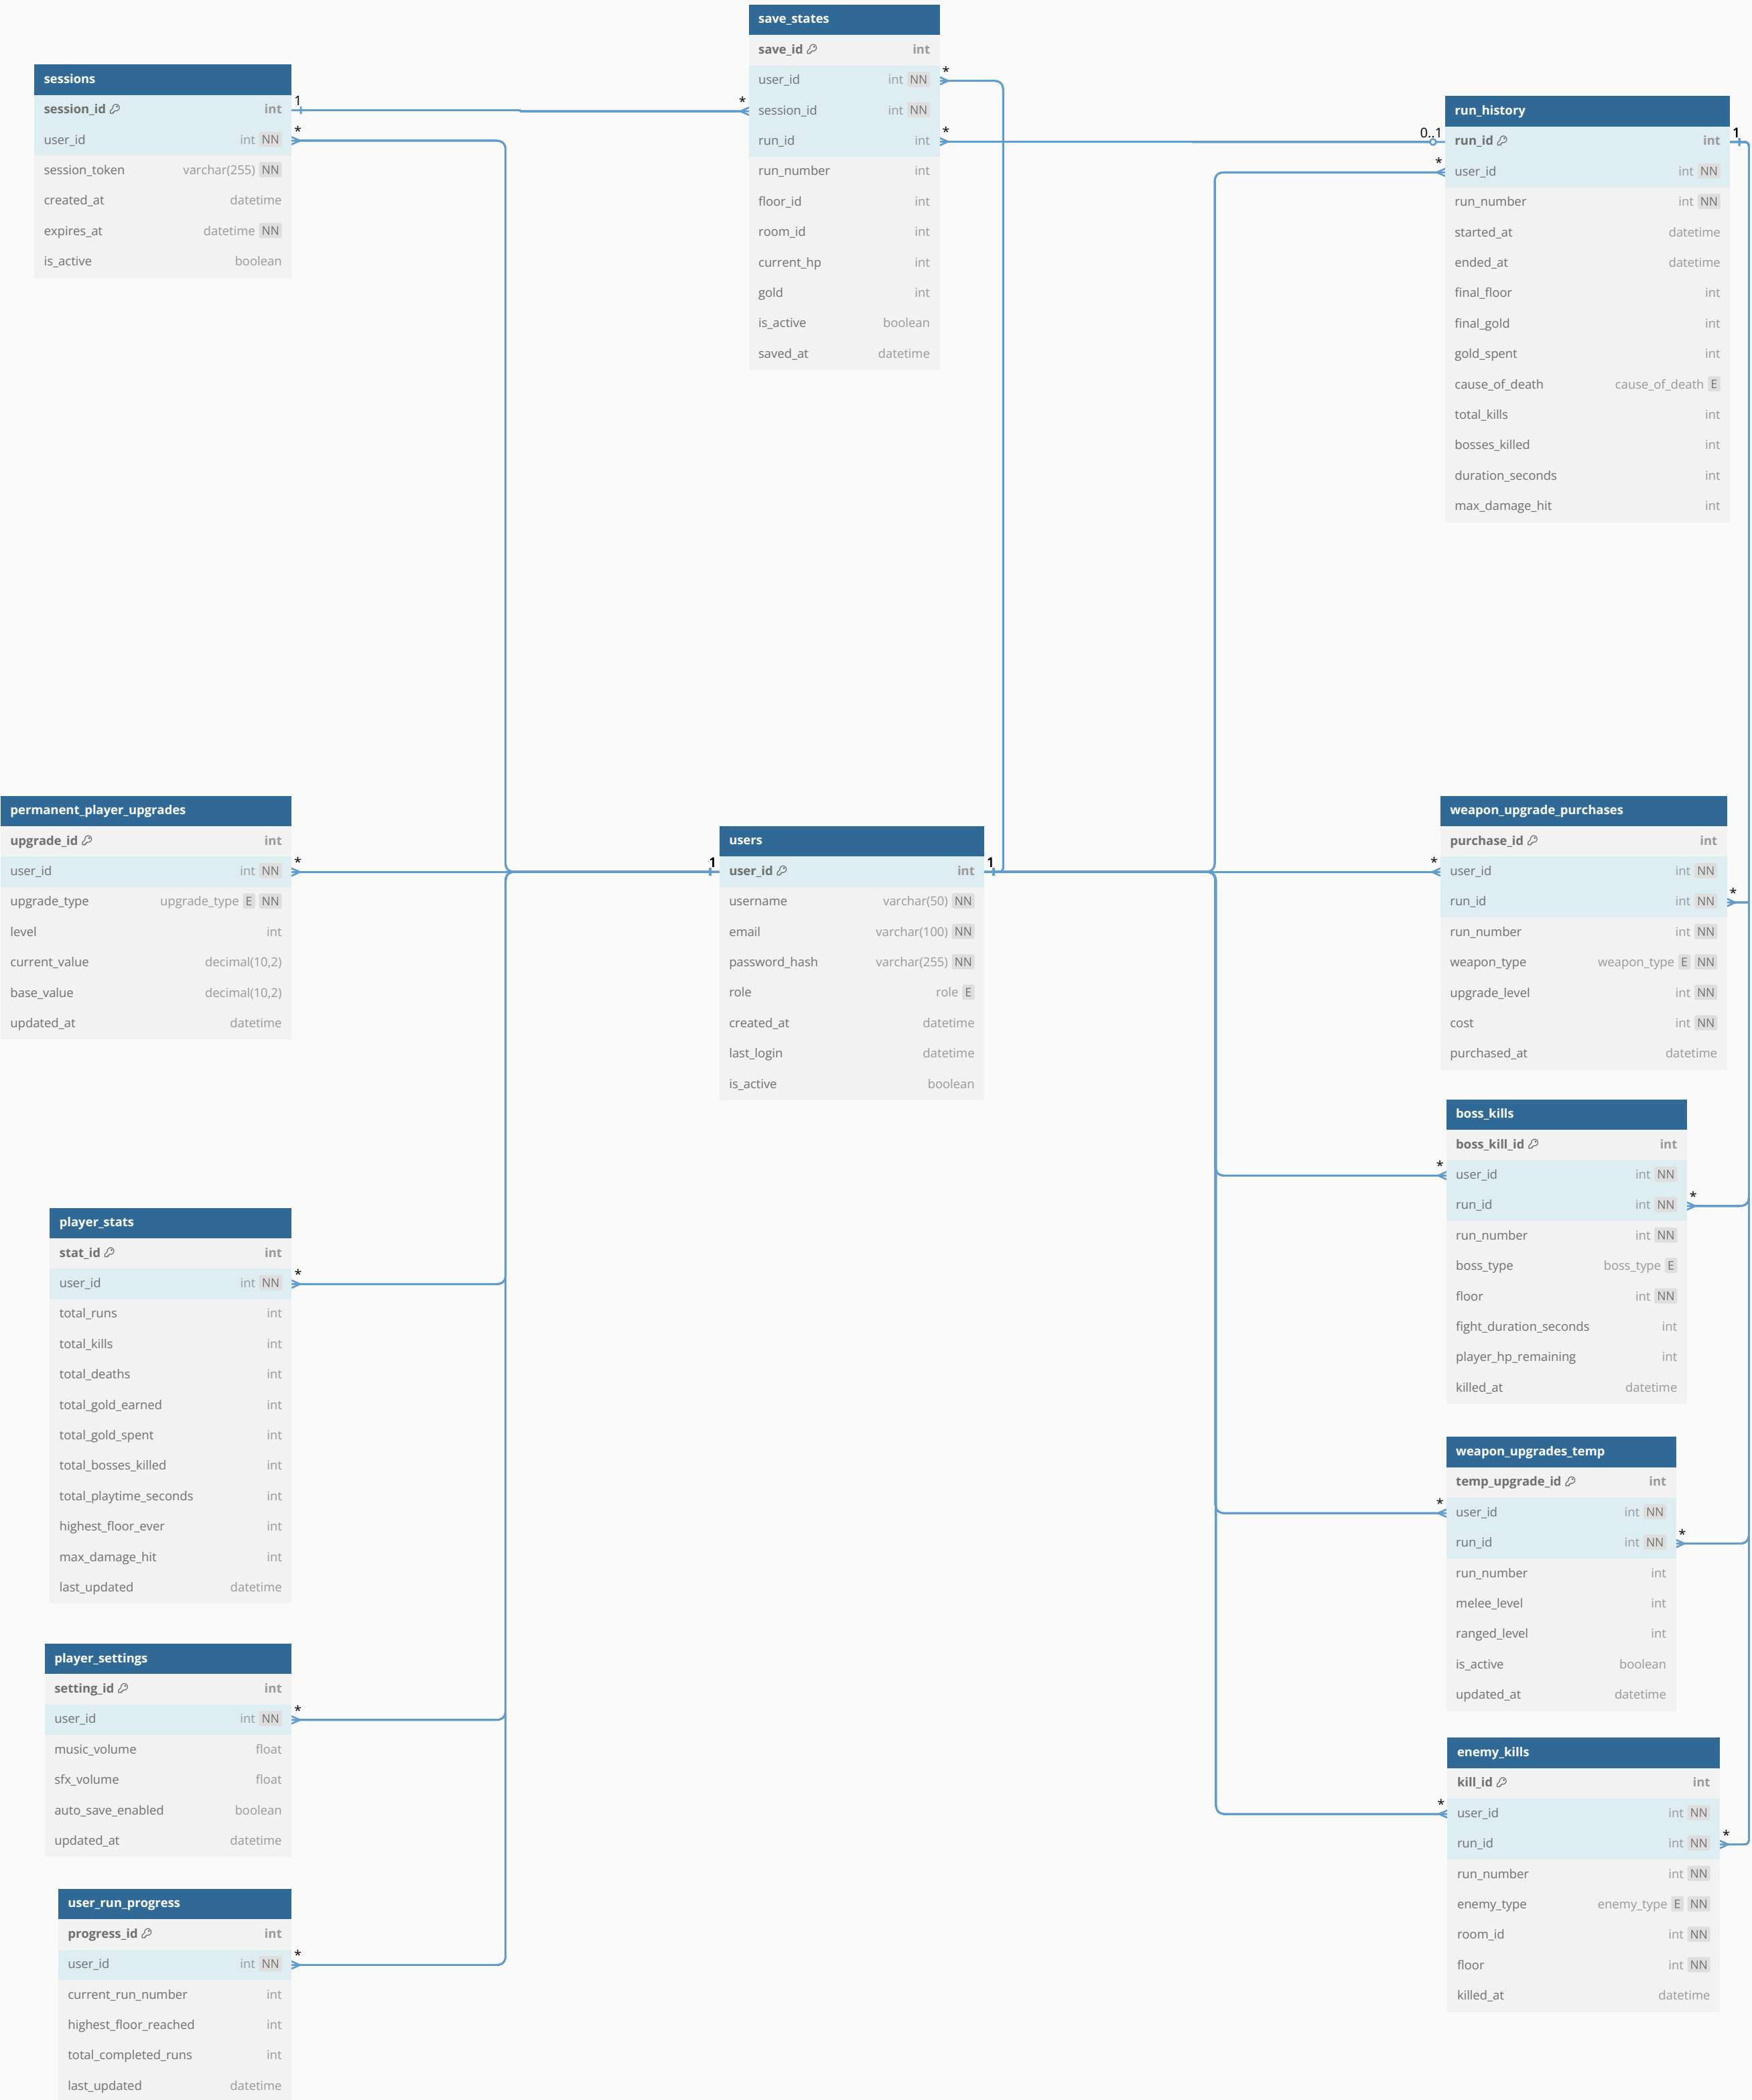 save_states
save_id int
user_id int NN
session_id int NN
run_id int
run_number int
floor_id int
room_id int
current_hp int
gold int
is_active boolean
saved_at datetime
*
*
*
sessions
session_id int
user_id int NN
session_token varchar(255) NN
created_at datetime
expires_at datetime NN
is_active boolean
1
*
run_history
run_id int
user_id int NN
run_number int NN
started_at datetime
ended_at datetime
final_floor int
final_gold int
gold_spent int
cause_of_death cause_of_death E
total_kills int
bosses_killed int
duration_seconds int
max_damage_hit int
0..1
1
*
permanent_player_upgrades
upgrade_id int
user_id int NN
upgrade_type upgrade_type E NN
level int
current_value decimal(10,2)
base_value decimal(10,2)
updated_at datetime
*
users
user_id int
username varchar(50) NN
email varchar(100) NN
password_hash varchar(255) NN
role role E
created_at datetime
last_login datetime
is_active boolean
1
1
weapon_upgrade_purchases
purchase_id int
user_id int NN
run_id int NN
run_number int NN
weapon_type weapon_type E NN
upgrade_level int NN
cost int NN
purchased_at datetime
*
*
boss_kills
boss_kill_id int
user_id int NN
run_id int NN
run_number int NN
boss_type boss_type E
floor int NN
fight_duration_seconds int
player_hp_remaining int
killed_at datetime
*
*
player_stats
stat_id int
user_id int NN
total_runs int
total_kills int
total_deaths int
total_gold_earned int
total_gold_spent int
total_bosses_killed int
total_playtime_seconds int
highest_floor_ever int
max_damage_hit int
last_updated datetime
*
weapon_upgrades_temp
temp_upgrade_id int
user_id int NN
run_id int NN
run_number int
melee_level int
ranged_level int
is_active boolean
updated_at datetime
*
*
player_settings
setting_id int
user_id int NN
music_volume float
sfx_volume float
auto_save_enabled boolean
updated_at datetime
*
enemy_kills
kill_id int
user_id int NN
run_id int NN
run_number int NN
enemy_type enemy_type E NN
room_id int NN
floor int NN
killed_at datetime
*
*
user_run_progress
progress_id int
user_id int NN
current_run_number int
highest_floor_reached int
total_completed_runs int
last_updated datetime
*